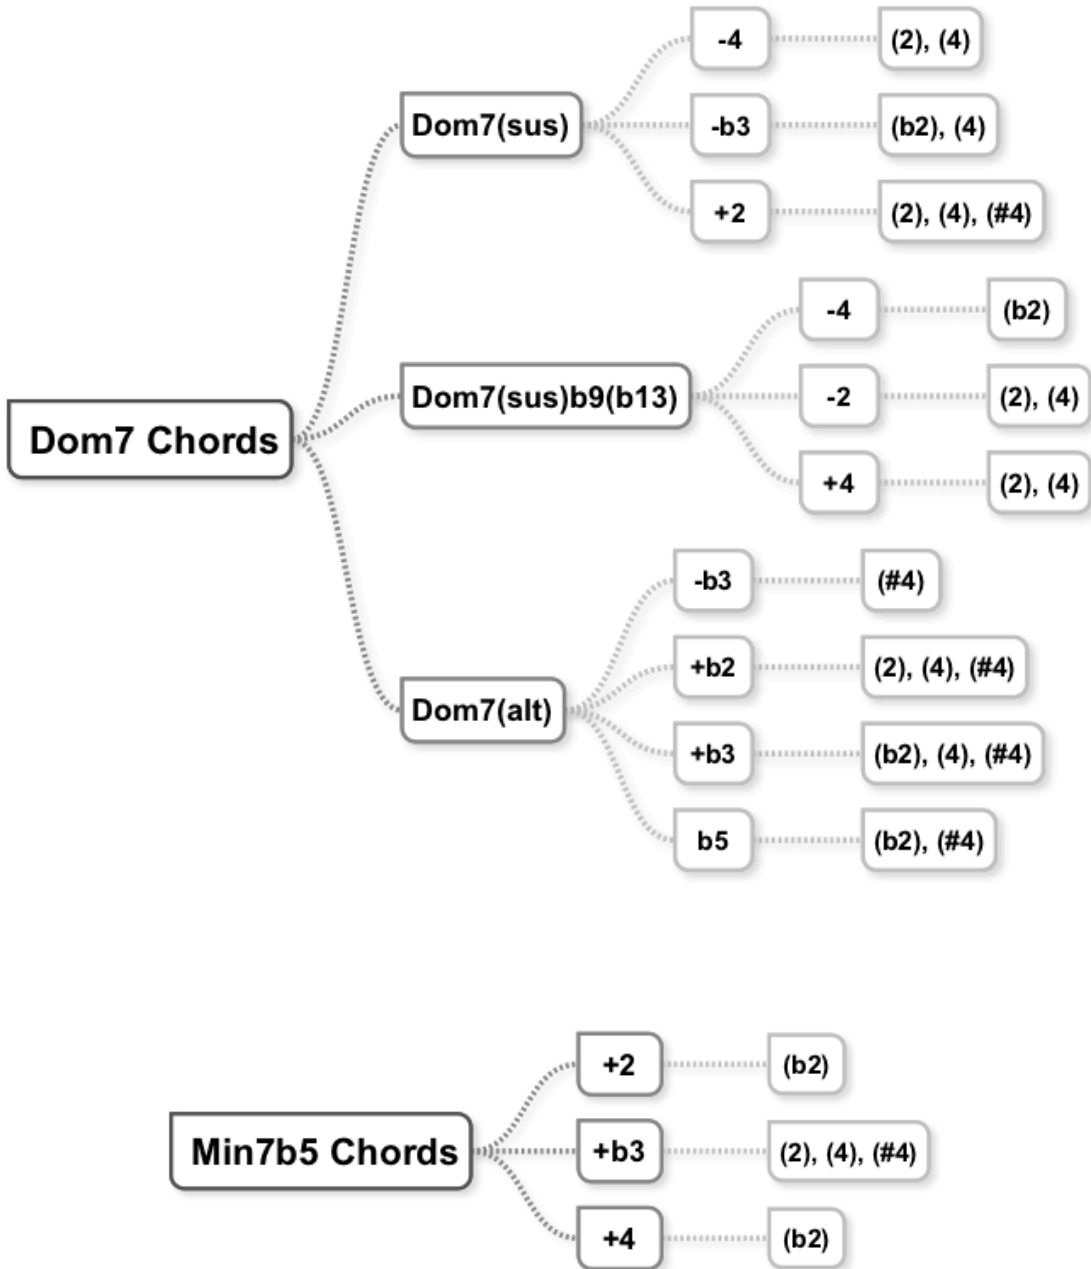 Dom7 Chords
Dom7(sus)
-4
(2), (4)
-b3
(b2), (4)
+2
(2), (4), (#4)
Dom7(sus)b9(b13)
-4
(b2)
-2
(2), (4)
+4
(2), (4)
Dom7(alt)
-b3
(#4)
+b2
(2), (4), (#4)
+b3
(b2), (4), (#4)
b5
(b2), (#4)
Min7b5 Chords
+2
(b2)
+b3
(2), (4), (#4)
+4
(b2)